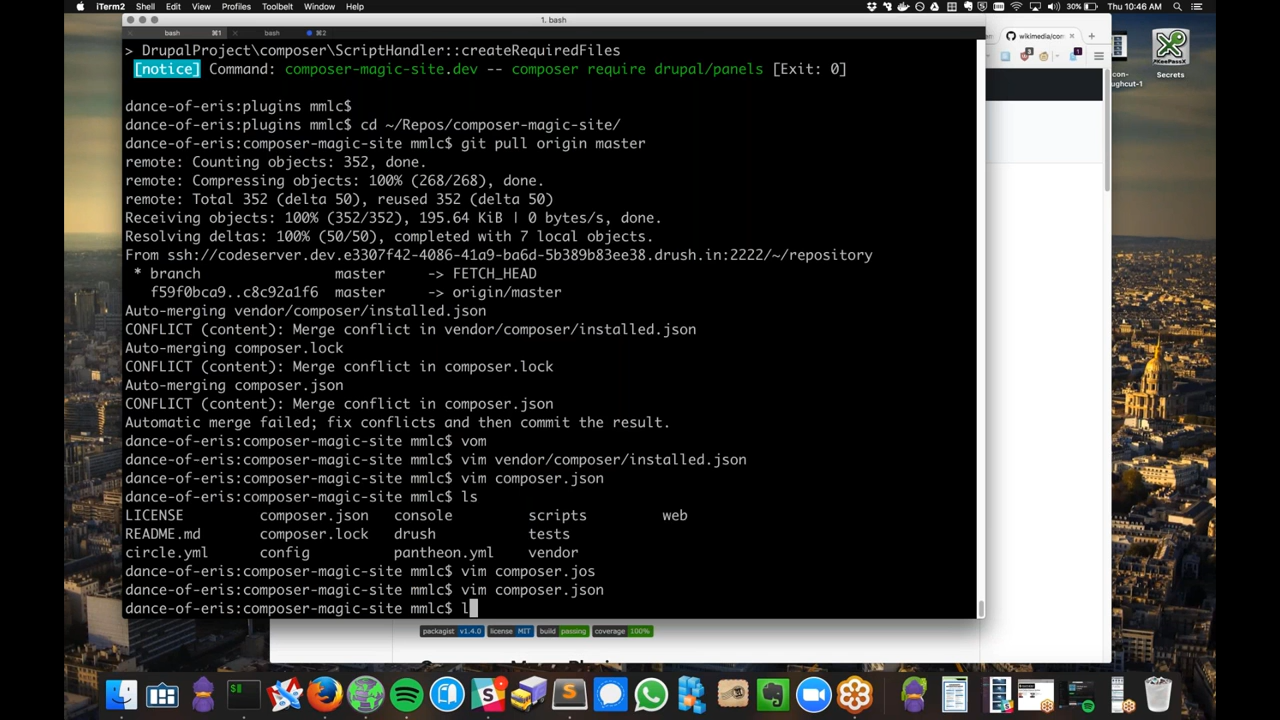 iTerm2 Shell Edit View Profiles Toolbelt Window Help 30% Thu 10:46 AM
1. bash
bash ⌘1 bash ⌘2
wikimedia/con
> DrupalProject\composer\ScriptHandler::createRequiredFiles
[notice] Command: composer-magic-site.dev -- composer require drupal/panels [Exit: 0]
Secrets
dance-of-eris:plugins mmlc$
dance-of-eris:plugins mmlc$ cd ~/Repos/composer-magic-site/
dance-of-eris:composer-magic-site mmlc$ git pull origin master
remote: Counting objects: 352, done.
remote: Compressing objects: 100% (268/268), done.
remote: Total 352 (delta 50), reused 352 (delta 50)
Receiving objects: 100% (352/352), 195.64 KiB | 0 bytes/s, done.
Resolving deltas: 100% (50/50), completed with 7 local objects.
From ssh://codeserver.dev.e3307f42-4086-41a9-ba6d-5b389b83ee38.drush.in:2222/~/repository
* branch master -> FETCH_HEAD
f59f0bca9..c8c92a1f6 master -> origin/master
Auto-merging vendor/composer/installed.json
CONFLICT (content): Merge conflict in vendor/composer/installed.json
Auto-merging composer.lock
CONFLICT (content): Merge conflict in composer.lock
Auto-merging composer.json
CONFLICT (content): Merge conflict in composer.json
Automatic merge failed; fix conflicts and then commit the result.
dance-of-eris:composer-magic-site mmlc$ vom
dance-of-eris:composer-magic-site mmlc$ vim vendor/composer/installed.json
dance-of-eris:composer-magic-site mmlc$ vim composer.json
dance-of-eris:composer-magic-site mmlc$ ls
LICENSE composer.json console scripts web
README.md composer.lock drush tests
circle.yml config pantheon.yml vendor
dance-of-eris:composer-magic-site mmlc$ vim composer.jos
dance-of-eris:composer-magic-site mmlc$ vim composer.json
dance-of-eris:composer-magic-site mmlc$ l
packagist v1.4.0 license MIT build passing coverage 100%